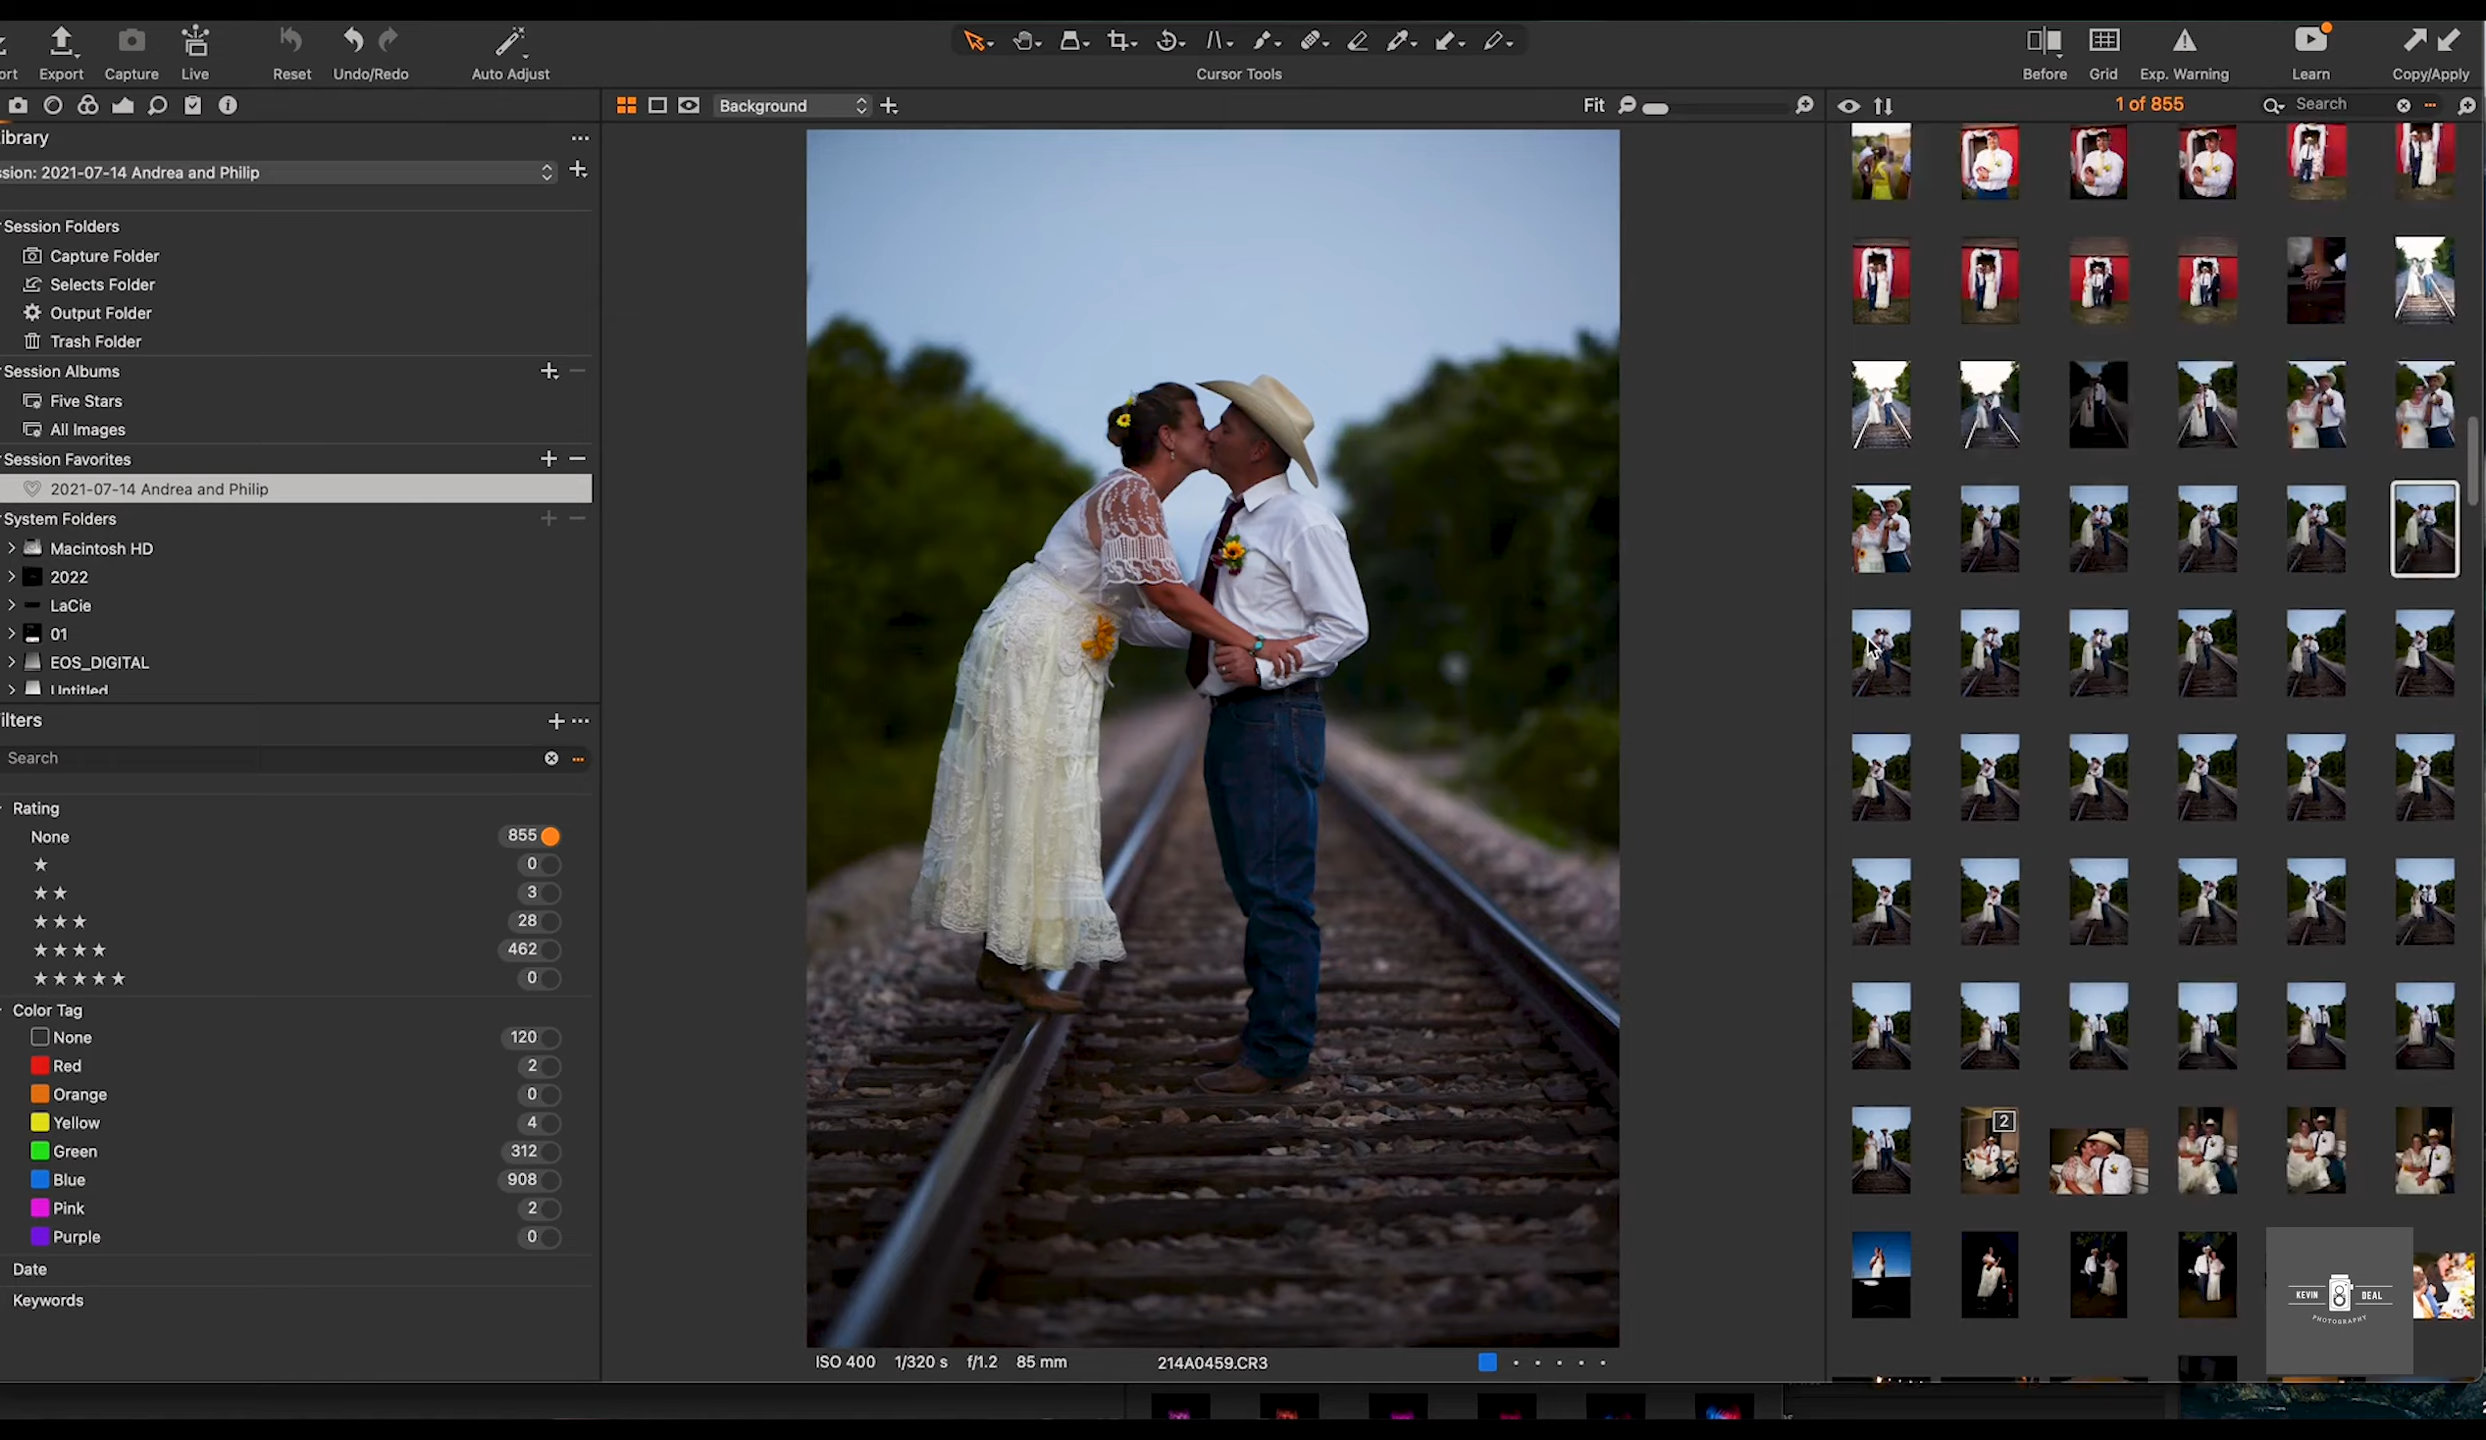 ort Export Capture Live Reset Undo/Redo Auto Adjust Cursor Tools Before Grid Exp. Warning Learn Copy/Apply
Background Fit 1 of 855 Search
ibrary
ssion: 2021-07-14 Andrea and Philip
Session Folders
Capture Folder
Selects Folder
Output Folder
Trash Folder
Session Albums
Five Stars
All Images
Session Favorites
2021-07-14 Andrea and Philip
System Folders
Macintosh HD
2022
LaCie
01
EOS_DIGITAL
Untitled
ilters
Search
Rating
None 855
0
3
28
462
0
Color Tag
None 120
Red 2
Orange 0
Yellow 4
Green 312
Blue 908
Pink 2
Purple 0
Date
Keywords
2
KEVIN DEAL
PHOTOGRAPHY
ISO 400 1/320 s f/1.2 85 mm 214A0459.CR3